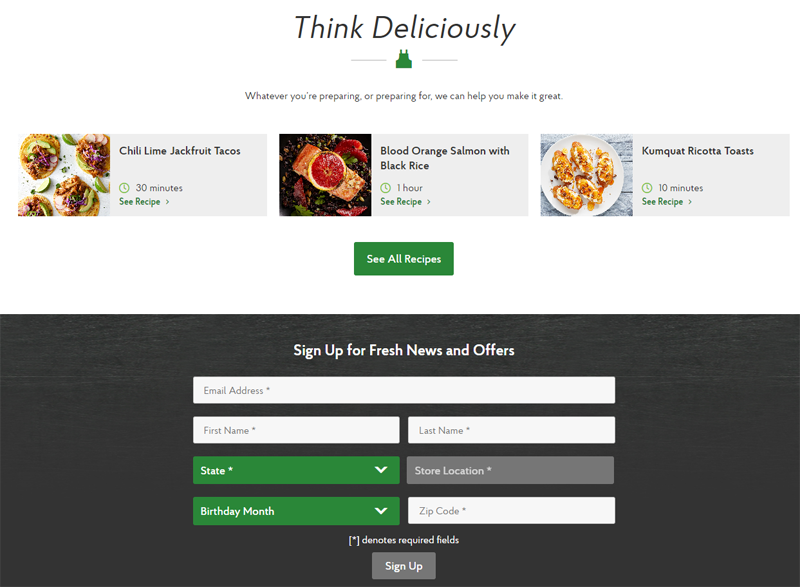 Think Deliciously
Whatever you're preparing, or preparing for, we can help you make it great.
Chili Lime Jackfruit Tacos
30 minutes
See Recipe >
Blood Orange Salmon with
Black Rice
1 hour
See Recipe >
Kumquat Ricotta Toasts
10 minutes
See Recipe >
See All Recipes
Sign Up for Fresh News and Offers
Email Address *
First Name *
Last Name *
State *
Store Location *
Birthday Month
Zip Code *
[*] denotes required fields
Sign Up